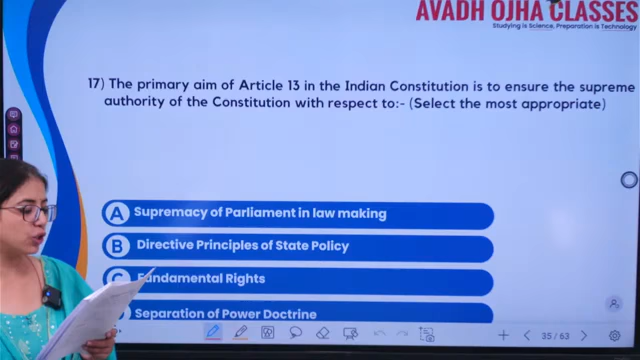 AVADH OJHA CLASSES
Studying is Science, Preparation is Technology
17) The primary aim of Article 13 in the Indian Constitution is to ensure the supreme
authority of the Constitution with respect to:- (Select the most appropriate)
A Supremacy of Parliament in law making
B Directive Principles of State Policy
C Fundamental Rights
Separation of Power Doctrine
35 / 63